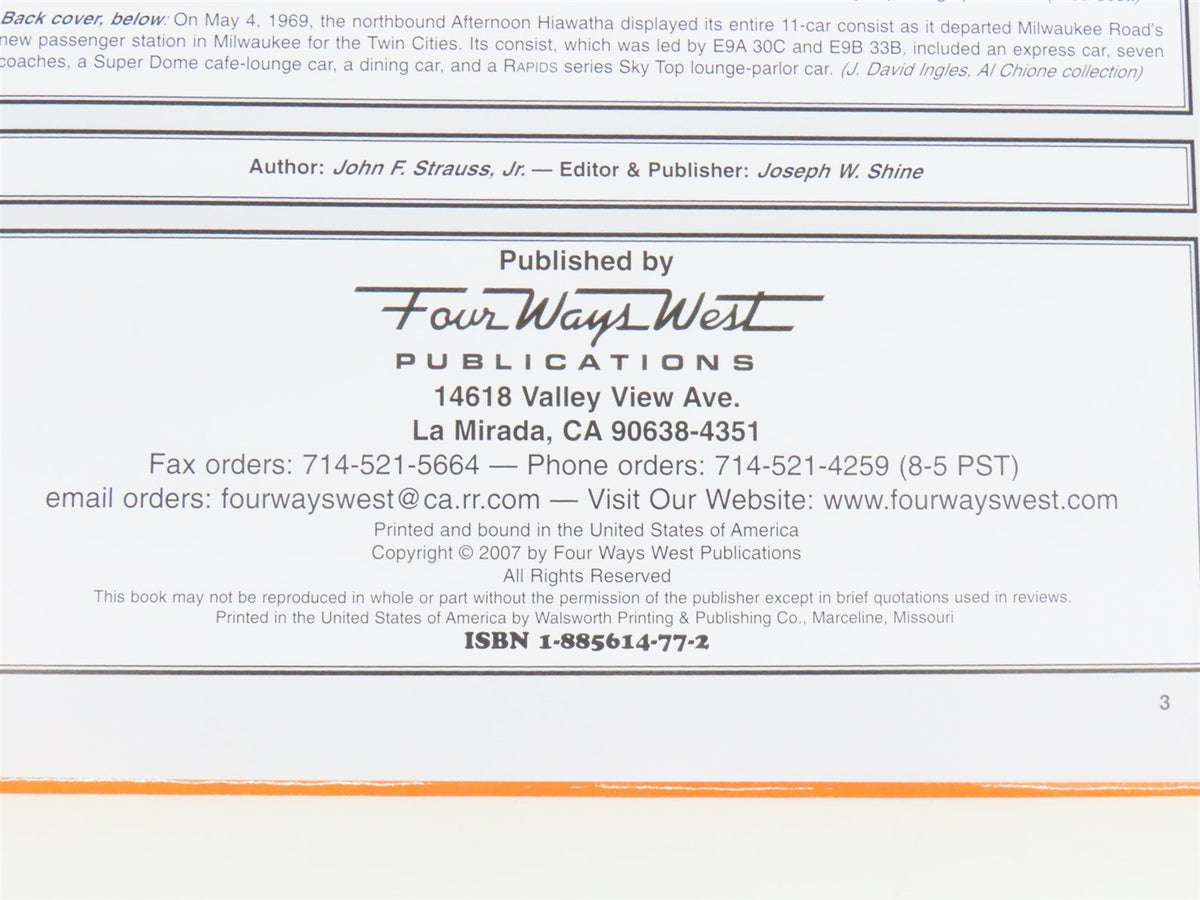 Back cover, below: On May 4, 1969, the northbound Afternoon Hiawatha displayed its entire 11-car consist as it departed Milwaukee Road's
new passenger station in Milwaukee for the Twin Cities. Its consist, which was led by E9A 30C and E9B 33B, included an express car, seven
coaches, a Super Dome cafe-lounge car, a dining car, and a RAPIDS series Sky Top lounge-parlor car. (J. David Ingles, Al Chione collection)
Author: John F. Strauss, Jr. — Editor & Publisher: Joseph W. Shine
Published by
Four Ways West
PUBLICATIONS
14618 Valley View Ave.
La Mirada, CA 90638-4351
Fax orders: 714-521-5664 — Phone orders: 714-521-4259 (8-5 PST)
email orders: fourwayswest@ca.rr.com — Visit Our Website: www.fourwayswest.com
Printed and bound in the United States of America
Copyright © 2007 by Four Ways West Publications
All Rights Reserved
This book may not be reproduced in whole or part without the permission of the publisher except in brief quotations used in reviews.
Printed in the United States of America by Walsworth Printing & Publishing Co., Marceline, Missouri
ISBN 1-885614-77-2
3